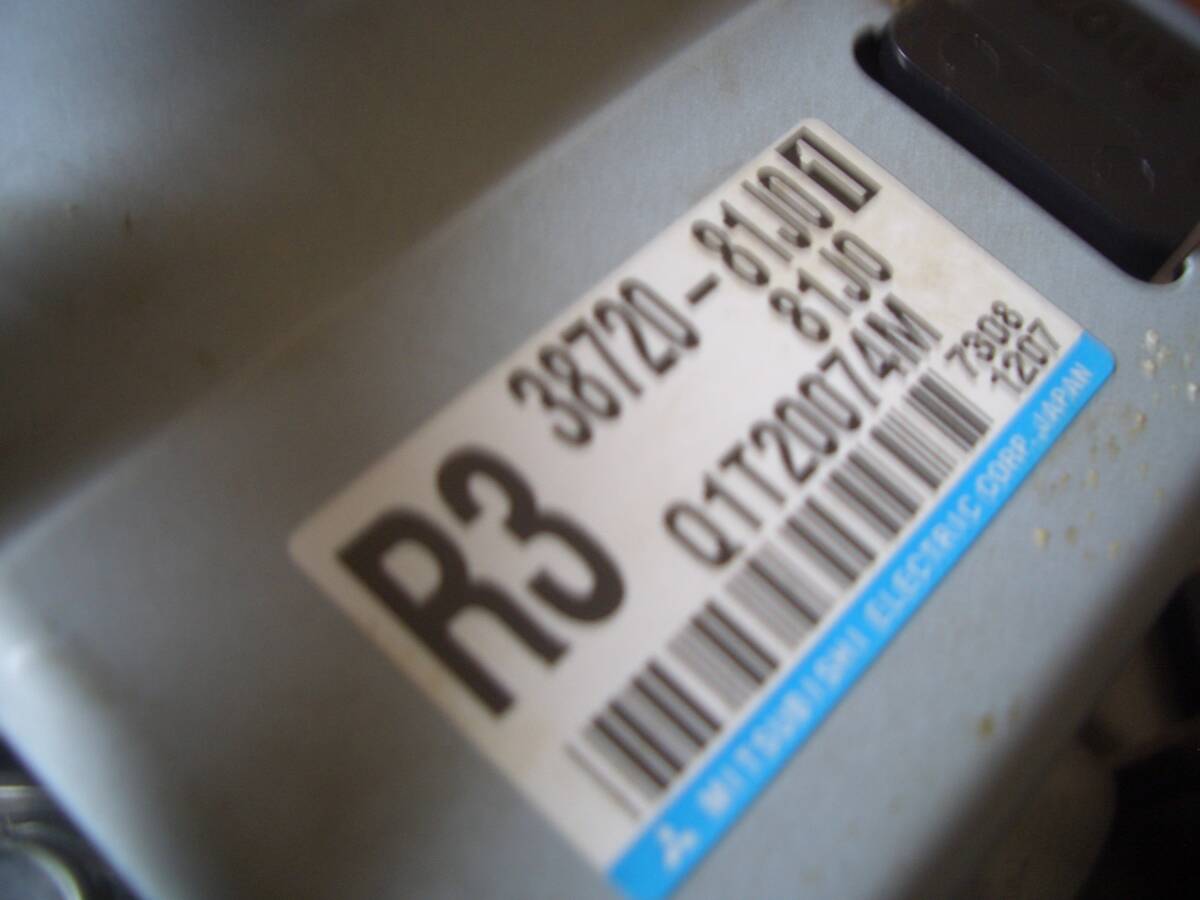 38720-81J01
81J0
R3
Q1T20074M
7308
1207
MITSUBISHI ELECTRIC CORP. JAPAN